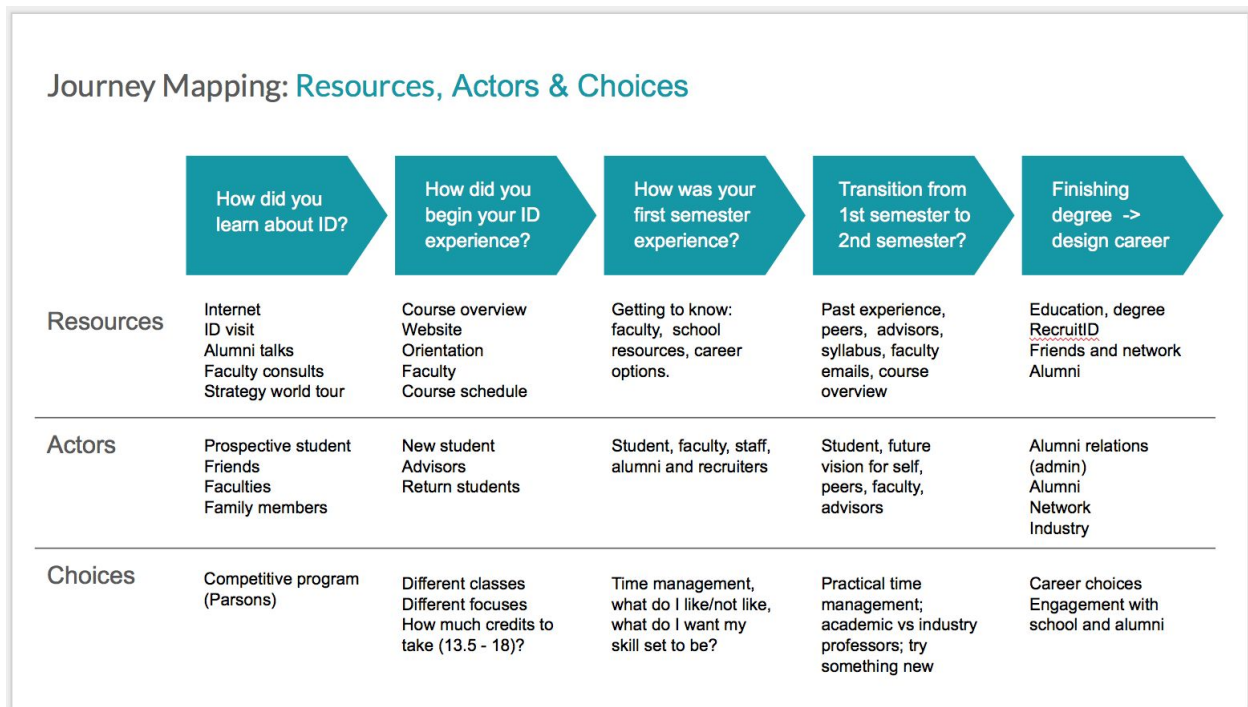 Journey Mapping: Resources, Actors & Choices
How did you
learn about ID?
How did you
begin your ID
experience?
How was your
first semester
experience?
Transition from
1st semester to
2nd semester?
Finishing
degree ->
design career
Resources
Internet
ID visit
Alumni talks
Faculty consults
Strategy world tour
Course overview
Website
Orientation
Faculty
Course schedule
Getting to know:
faculty, school
resources, career
options.
Past experience,
peers, advisors,
syllabus, faculty
emails, course
overview
Education, degree
RecruitID
Friends and network
Alumni
Actors
Prospective student
Friends
Faculties
Family members
New student
Advisors
Return students
Student, faculty, staff,
alumni and recruiters
Student, future
vision for self,
peers, faculty,
advisors
Alumni relations
(admin)
Alumni
Network
Industry
Choices
Competitive program
(Parsons)
Different classes
Different focuses
How much credits to
take (13.5 - 18)?
Time management,
what do I like/not like,
what do I want my
skill set to be?
Practical time
management;
academic vs industry
professors; try
something new
Career choices
Engagement with
school and alumni